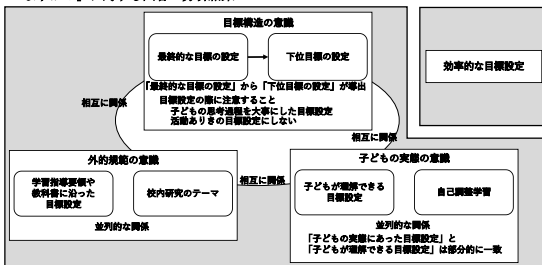 目標構造の意識
最終的な目標の設定
下位目標の設定
「最終的な目標の設定」から「下位目標の設定」が導出
目標設定の際に注意すること
子どもの思考過程を大事にした目標設定
活動ありきの目標設定にしない
効率的な目標設定
相互に関係
相互に関係
外的規範の意識
学習指導要領や
教科書に沿った
目標設定
校内研究のテーマ
並列的な関係
相互に関係
子どもの実態の意識
子どもが理解できる
目標設定
自己調整学習
並列的な関係
「子どもの実態にあった目標設定」と
「子どもが理解できる目標設定」は部分的に一致